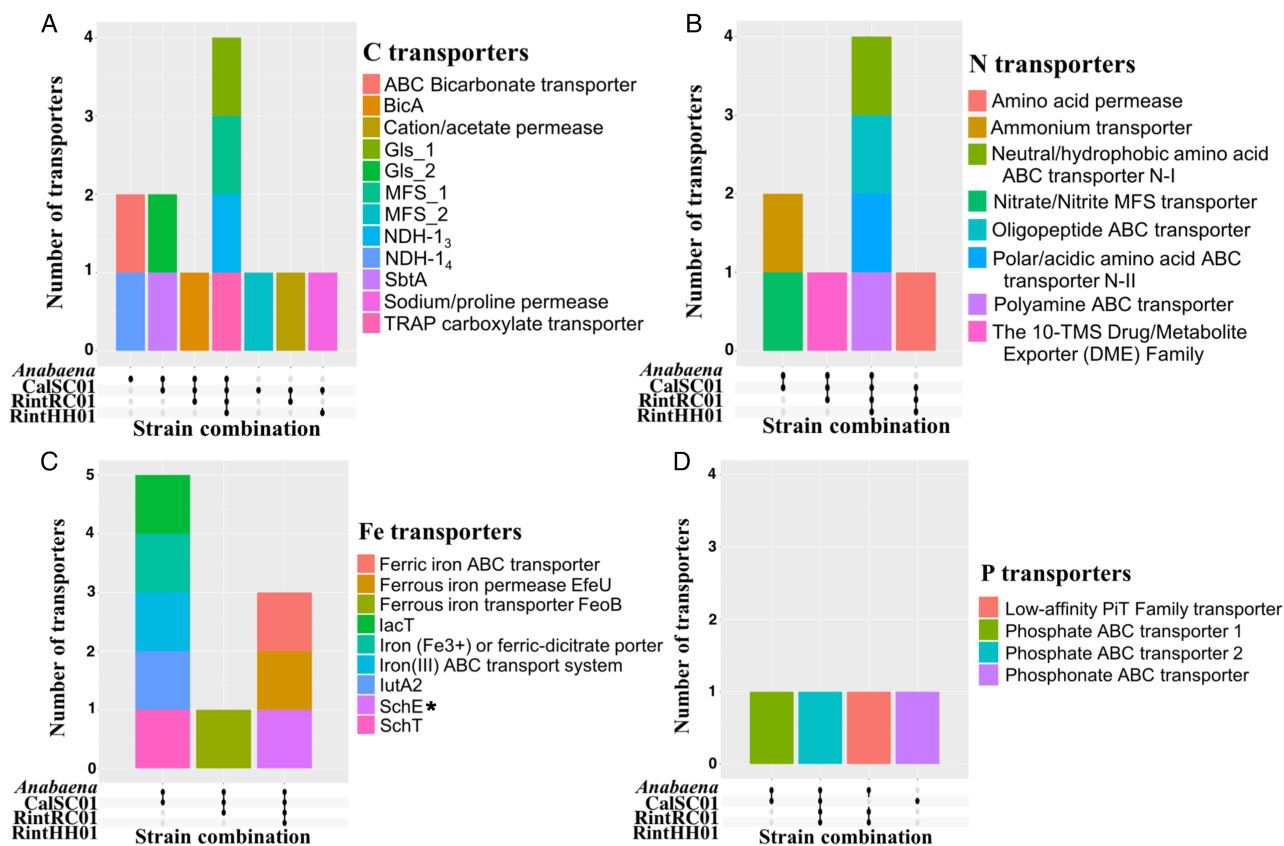 A
Number of transporters
4
3
2
1
0
Anabaena
CalSC01
RintRC01
RintHH01
Strain combination
C transporters
ABC Bicarbonate transporter
BicA
Cation/acetate permease
Gls_1
Gls_2
MFS_1
MFS_2
NDH-1₃
NDH-1₄
SbtA
Sodium/proline permease
TRAP carboxylate transporter
B
Number of transporters
4
3
2
1
0
Anabaena
CalSC01
RintRC01
RintHH01
Strain combination
N transporters
Amino acid permease
Ammonium transporter
Neutral/hydrophobic amino acid
ABC transporter N-I
Nitrate/Nitrite MFS transporter
Oligopeptide ABC transporter
Polar/acidic amino acid ABC
transporter N-II
Polyamine ABC transporter
The 10-TMS Drug/Metabolite
Exporter (DME) Family
C
Number of transporters
5
4
3
2
1
0
Anabaena
CalSC01
RintRC01
RintHH01
Strain combination
Fe transporters
Ferric iron ABC transporter
Ferrous iron permease EfeU
Ferrous iron transporter FeoB
IacT
Iron (Fe3+) or ferric-dicitrate porter
Iron(III) ABC transport system
IutA2
SchE*
SchT
D
Number of transporters
4
3
2
1
0
Anabaena
CalSC01
RintRC01
RintHH01
Strain combination
P transporters
Low-affinity PiT Family transporter
Phosphate ABC transporter 1
Phosphate ABC transporter 2
Phosphonate ABC transporter